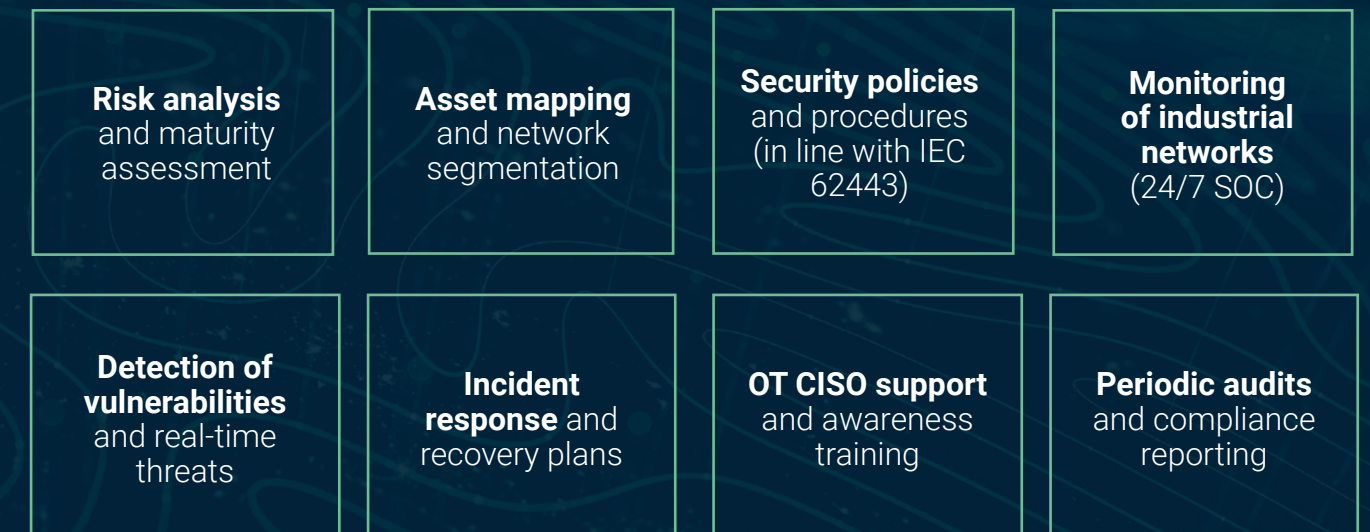 Risk analysis
and maturity
assessment
Asset mapping
and network
segmentation
Security policies
and procedures
(in line with IEC
62443)
Monitoring
of industrial
networks
(24/7 SOC)
Detection of
vulnerabilities
and real-time
threats
Incident
response and
recovery plans
OT CISO support
and awareness
training
Periodic audits
and compliance
reporting